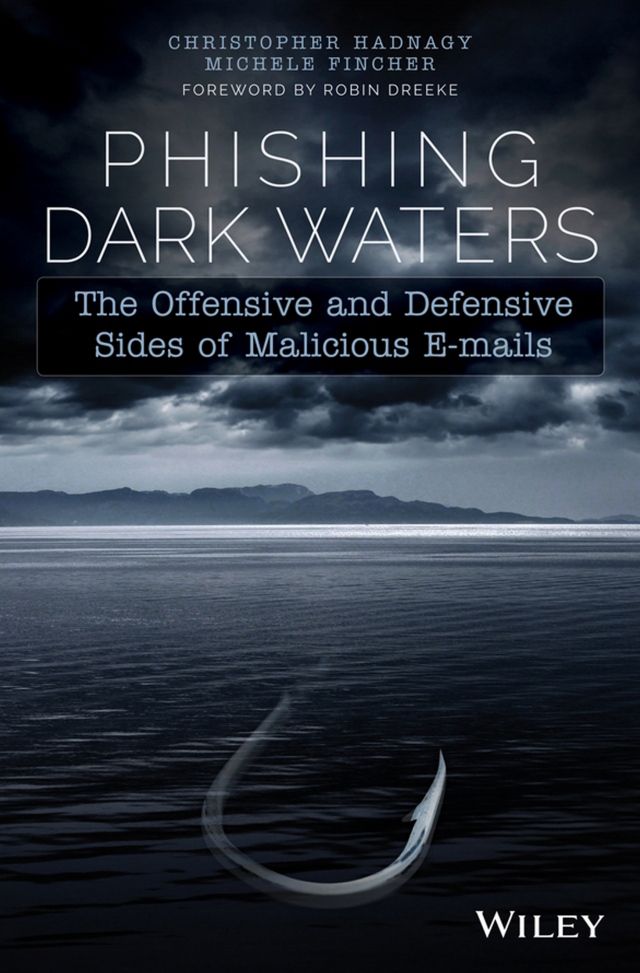 CHRISTOPHER HADNAGY
MICHELE FINCHER
FOREWORD BY ROBIN DREEKE
PHISHING
DARK WATERS
The Offensive and Defensive
Sides of Malicious E-mails
WILEY